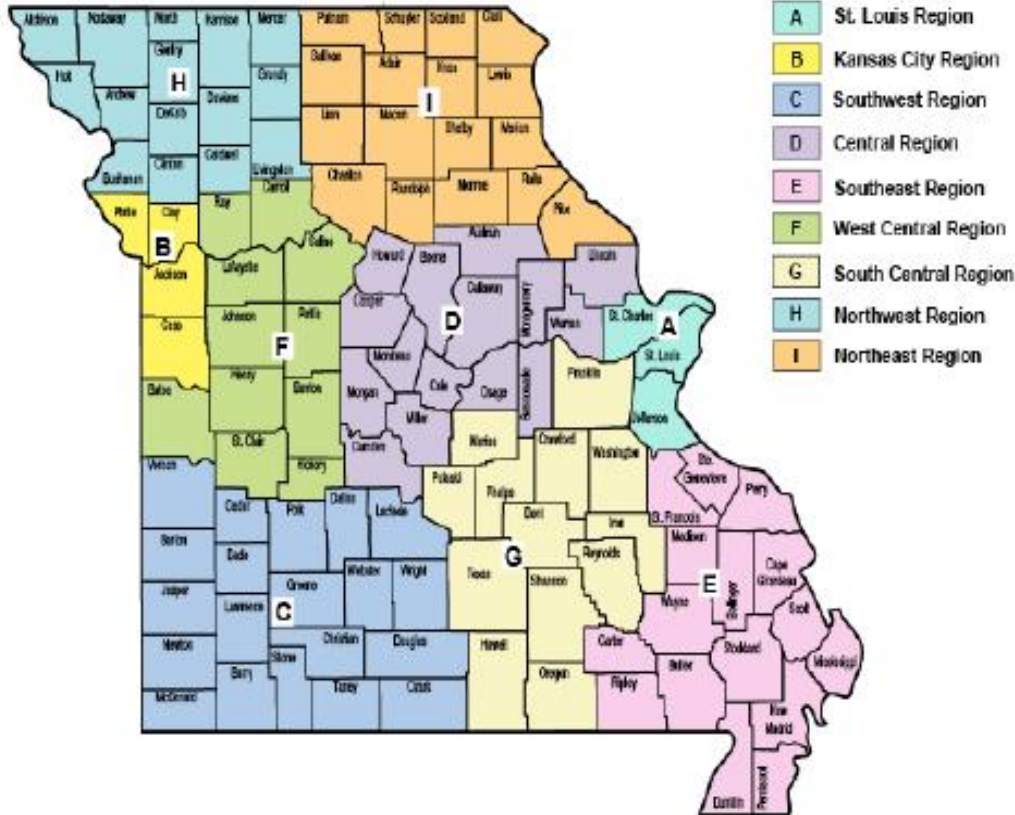 A St. Louis Region
B Kansas City Region
C Southwest Region
D Central Region
E Southeast Region
F West Central Region
G South Central Region
H Northwest Region
I Northeast Region
Atchison
Nodaway
Worth
Harrison
Mercer
Putnam
Schuyler
Scotland
Clark
Gentry
Sullivan
Adair
Knox
Lewis
Holt
H
Grundy
Andrew
Daviess
I
DeKalb
Linn
Macon
Shelby
Marion
Clinton
Caldwell
Livingston
Buchanan
Chariton
Randolph
Monroe
Ralls
Carroll
Ray
Pike
Platte
Clay
B
Saline
Audrain
Howard
Boone
Lincoln
Jackson
Lafayette
Callaway
Montgomery
Cooper
Johnson
Pettis
D
Warren
St. Charles
A
Cass
F
Moniteau
St. Louis
Henry
Benton
Morgan
Cole
Osage
Gasconade
Franklin
Bates
Miller
Jefferson
St. Clair
Camden
Maries
Crawford
Washington
Vernon
Hickory
Pulaski
Phelps
Ste.
Genevieve
Perry
Cedar
Polk
Dallas
Laclede
Dent
Iron
St. Francois
Barton
Dade
Madison
G
Reynolds
Texas
Shannon
Webster
Wright
Greene
E
Bollinger
Cape
Girardeau
Jasper
Lawrence
C
Wayne
Scott
Newton
Christian
Douglas
Howell
Carter
Stoddard
Mississippi
Stone
Barry
Oregon
Ripley
Butler
McDonald
Taney
Ozark
New
Madrid
Dunklin
Pemiscot